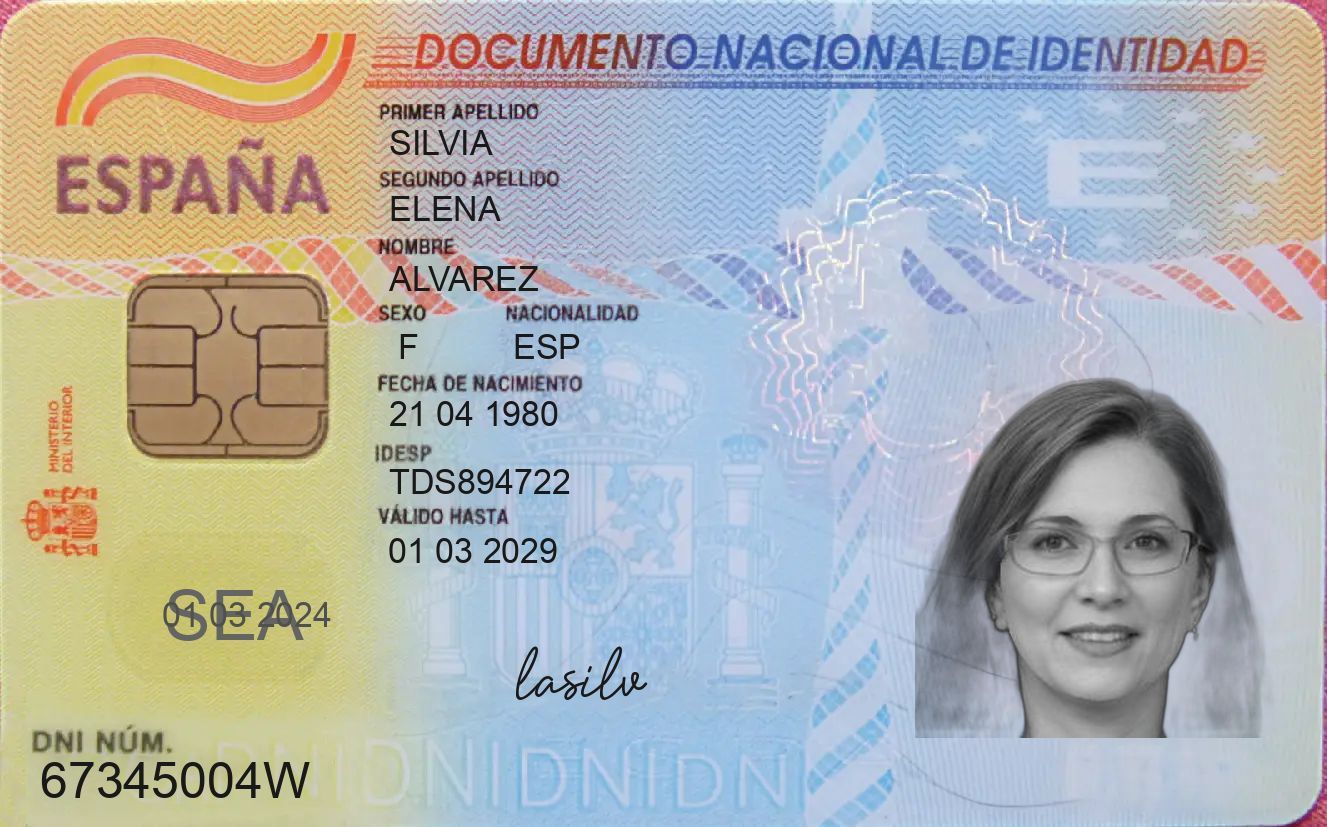 DOCUMENTO NACIONAL DE IDENTIDAD
ESPAÑA
E
PRIMER APELLIDO
SILVIA
SEGUNDO APELLIDO
ELENA
NOMBRE
ALVAREZ
SEXO NACIONALIDAD
F ESP
FECHA DE NACIMIENTO
21 04 1980
IDESP
TDS894722
VÁLIDO HASTA
01 03 2029
MINISTERIO
DEL INTERIOR
SEA
01 03 2024
lasilv
DNI NÚM.
67345004W
DNIDNIDNIDNI